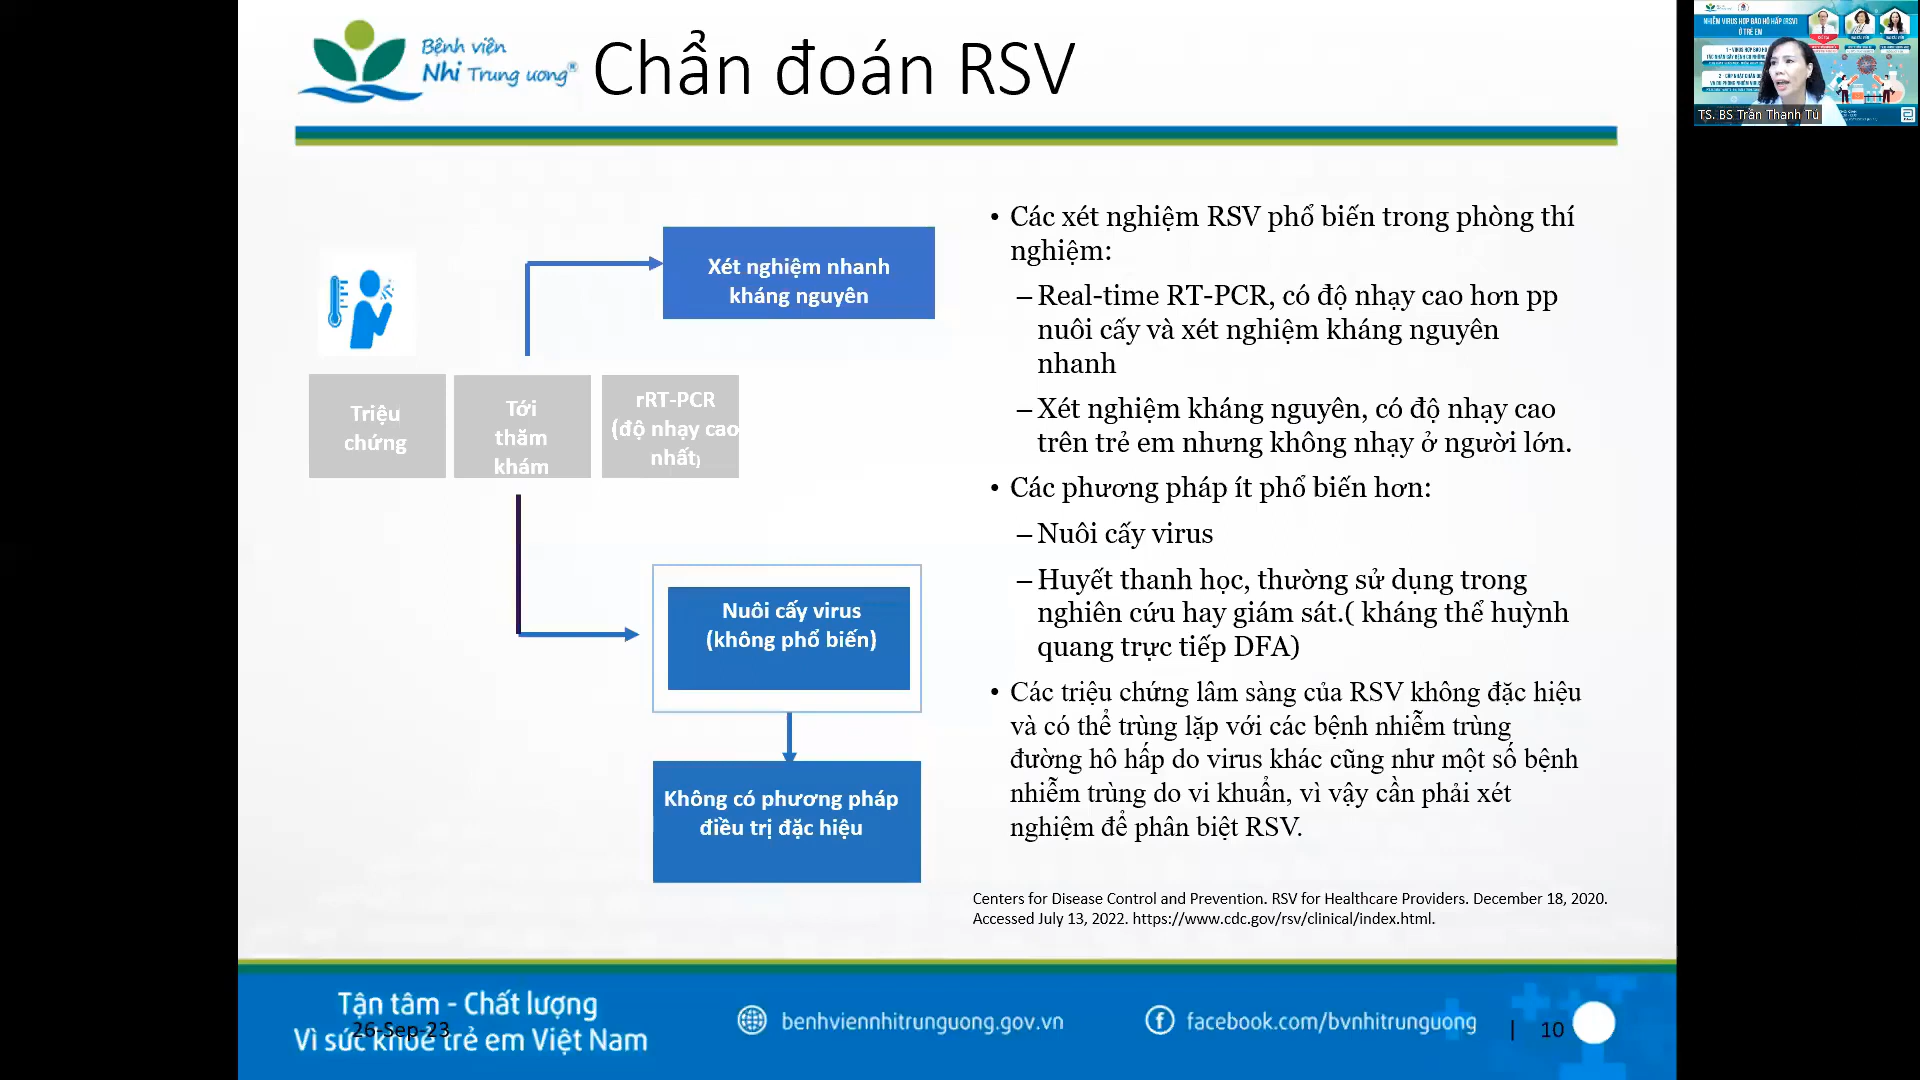 Bệnh viện
Nhi Trung ương®
Chẩn đoán RSV
NHIỄM VIRUS HỢP BÀO HÔ HẤP (RSV)
Ở TRẺ EM
TS. BS Trần Thanh Tú
Xét nghiệm nhanh
kháng nguyên
Triệu
chứng
Tới
thăm
khám
rRT-PCR
(độ nhạy cao
nhất)
Nuôi cấy virus
(không phổ biến)
Không có phương pháp
điều trị đặc hiệu
• Các xét nghiệm RSV phổ biến trong phòng thí
nghiệm:
– Real-time RT-PCR, có độ nhạy cao hơn pp
nuôi cấy và xét nghiệm kháng nguyên
nhanh
– Xét nghiệm kháng nguyên, có độ nhạy cao
trên trẻ em nhưng không nhạy ở người lớn.
• Các phương pháp ít phổ biến hơn:
– Nuôi cấy virus
– Huyết thanh học, thường sử dụng trong
nghiên cứu hay giám sát.( kháng thể huỳnh
quang trực tiếp DFA)
• Các triệu chứng lâm sàng của RSV không đặc hiệu
và có thể trùng lặp với các bệnh nhiễm trùng
đường hô hấp do virus khác cũng như một số bệnh
nhiễm trùng do vi khuẩn, vì vậy cần phải xét
nghiệm để phân biệt RSV.
Centers for Disease Control and Prevention. RSV for Healthcare Providers. December 18, 2020.
Accessed July 13, 2022. https://www.cdc.gov/rsv/clinical/index.html.
Tận tâm - Chất lượng
Vì sức khỏe trẻ em Việt Nam
26-Sep-23
benhviennhitrunguong.gov.vn
facebook.com/bvnhitrunguong
| 10